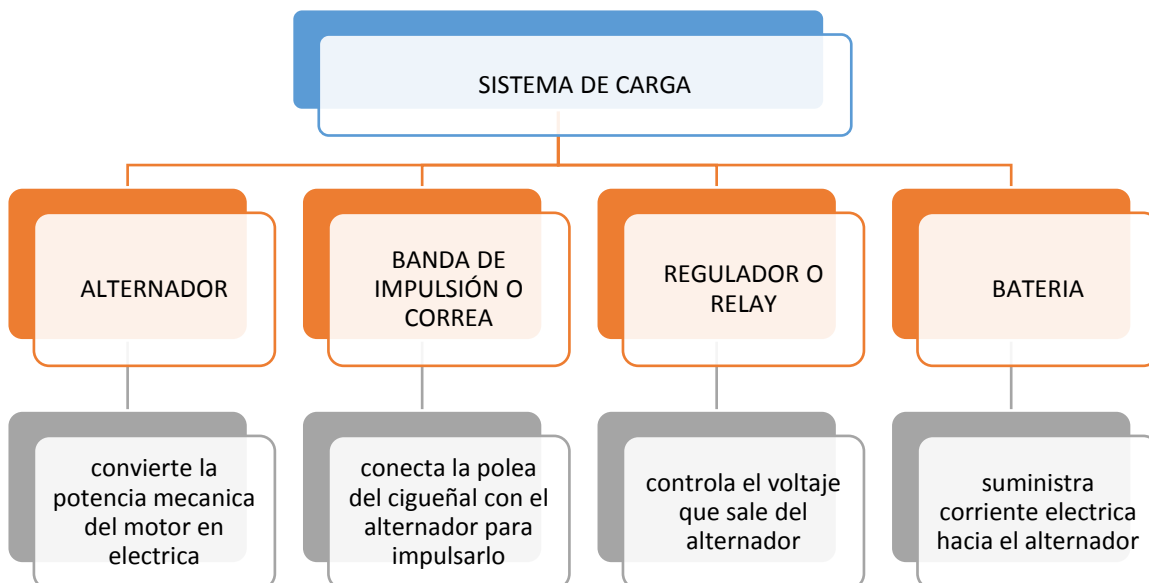 SISTEMA DE CARGA
ALTERNADOR
BANDA DE
IMPULSIÓN O
CORREA
REGULADOR O
RELAY
BATERIA
convierte la
potencia mecanica
del motor en
electrica
conecta la polea
del cigueñal con el
alternador para
impulsarlo
controla el voltaje
que sale del
alternador
suministra
corriente electrica
hacia el alternador